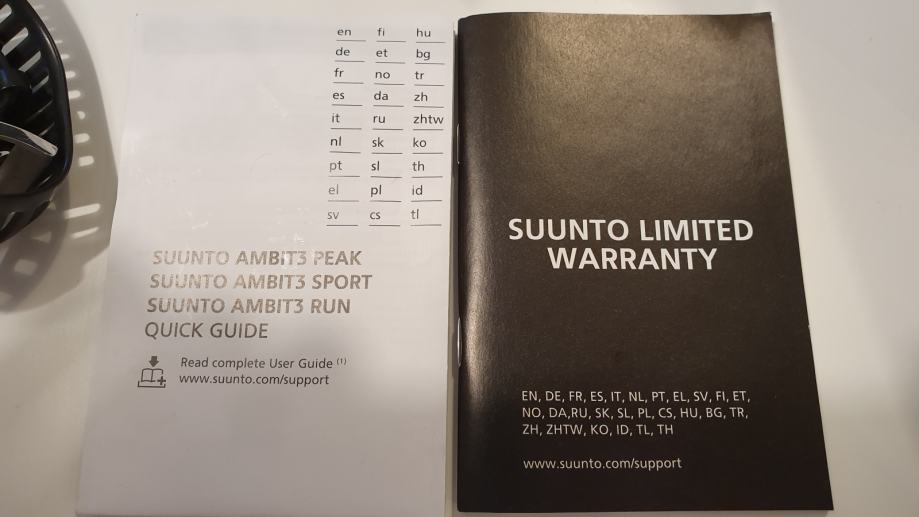 en fi hu
de et bg
fr no tr
es da zh
it ru zhtw
nl sk ko
pt sl th
el pl id
sv cs tl
SUUNTO AMBIT3 PEAK
SUUNTO AMBIT3 SPORT
SUUNTO AMBIT3 RUN
QUICK GUIDE
Read complete User Guide (1)
www.suunto.com/support
SUUNTO LIMITED
WARRANTY
EN, DE, FR, ES, IT, NL, PT, EL, SV, FI, ET,
NO, DA,RU, SK, SL, PL, CS, HU, BG, TR,
ZH, ZHTW, KO, ID, TL, TH
www.suunto.com/support